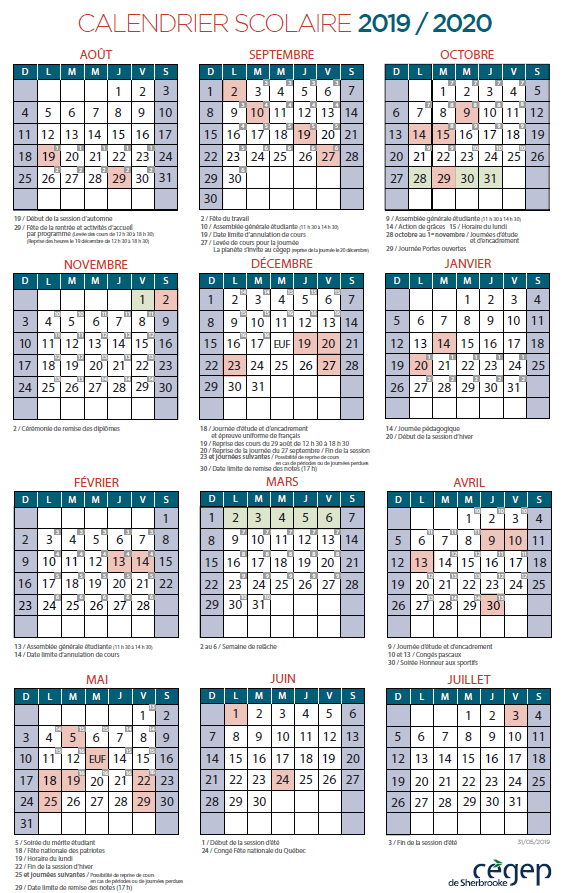 CALENDRIER SCOLAIRE 2019 / 2020
AOÛT
D L M M J V S
1 2 3
4 5 6 7 8 9 10
11 12 13 14 15 16 17
18 19 20 21 22 23 24
25 26 27 28 29 30 31
19 / Début de la session d'automne
29 / Fête de la rentrée et activités d'accueil
par programme (Levée des cours de 12 h 30 à 18 h 30)
(Reprise des heures le 19 décembre de 12 h 30 à 18 h 30)
SEPTEMBRE
D L M M J V S
1 2 3 4 5 6 7
8 9 10 11 12 13 14
15 16 17 18 19 20 21
22 23 24 25 26 27 28
29 30
2 / Fête du travail
10 / Assemblée générale étudiante (11 h 30 à 14 h 30)
19 / Date limite d'annulation de cours
27 / Levée de cours pour la journée
La planète s'invite au cégep (reprise de la journée le 20 décembre)
OCTOBRE
D L M M J V S
1 2 3 4 5
6 7 8 9 10 11 12
13 14 15 16 17 18 19
20 21 22 23 24 25 26
27 28 29 30 31
9 / Assemblée générale étudiante (11 h 30 à 14 h 30)
14 / Action de grâces 15 / Horaire du lundi
28 octobre au 1er novembre / Journées d'étude
et d'encadrement
29 / Journée Portes ouvertes
NOVEMBRE
D L M M J V S
1 2
3 4 5 6 7 8 9
10 11 12 13 14 15 16
17 18 19 20 21 22 23
24 25 26 27 28 29 30
2 / Cérémonie de remise des diplômes
DÉCEMBRE
D L M M J V S
1 2 3 4 5 6 7
8 9 10 11 12 13 14
15 16 17 EUF 19 20 21
22 23 24 25 26 27 28
29 30 31
18 / Journée d'étude et d'encadrement
et épreuve uniforme de français
19 / Reprise des cours du 29 août de 12 h 30 à 18 h 30
20 / Reprise de la journée du 27 septembre / Fin de la session
23 et journées suivantes / Possibilité de reprise de cours
en cas de périodes ou de journées perdues
30 / Date limite de remise des notes (17 h)
JANVIER
D L M M J V S
1 2 3 4
5 6 7 8 9 10 11
12 13 14 15 16 17 18
19 20 21 22 23 24 25
26 27 28 29 30 31
14 / Journée pédagogique
20 / Début de la session d'hiver
FÉVRIER
D L M M J V S
1
2 3 4 5 6 7 8
9 10 11 12 13 14 15
16 17 18 19 20 21 22
23 24 25 26 27 28
13 / Assemblée générale étudiante (11 h 30 à 14 h 30)
14 / Date limite d'annulation de cours
MARS
D L M M J V S
1 2 3 4 5 6 7
8 9 10 11 12 13 14
15 16 17 18 19 20 21
22 23 24 25 26 27 28
29 30 31
2 au 6 / Semaine de relâche
AVRIL
D L M M J V S
1 2 3 4
5 6 7 8 9 10 11
12 13 14 15 16 17 18
19 20 21 22 23 24 25
26 27 28 29 30
9 / Journée d'étude et d'encadrement
10 et 13 / Congés pascaux
30 / Soirée Honneur aux sportifs
MAI
D L M M J V S
1 2
3 4 5 6 7 8 9
10 11 12 EUF 14 15 16
17 18 19 20 21 22 23
24 25 26 27 28 29 30
31
5 / Soirée du mérite étudiant
18 / Fête nationale des patriotes
19 / Horaire du lundi
22 / Fin de la session d'hiver
25 et journées suivantes / Possibilité de reprise de cours
en cas de périodes ou de journées perdues
29 / Date limite de remise des notes (17 h)
JUIN
D L M M J V S
1 2 3 4 5 6
7 8 9 10 11 12 13
14 15 16 17 18 19 20
21 22 23 24 25 26 27
28 29 30
1 / Début de la session d'été
24 / Congé Fête nationale du Québec
JUILLET
D L M M J V S
1 2 3 4
5 6 7 8 9 10 11
12 13 14 15 16 17 18
19 20 21 22 23 24 25
26 27 28 29 30 31
3 / Fin de la session d'été
cégep
de Sherbrooke